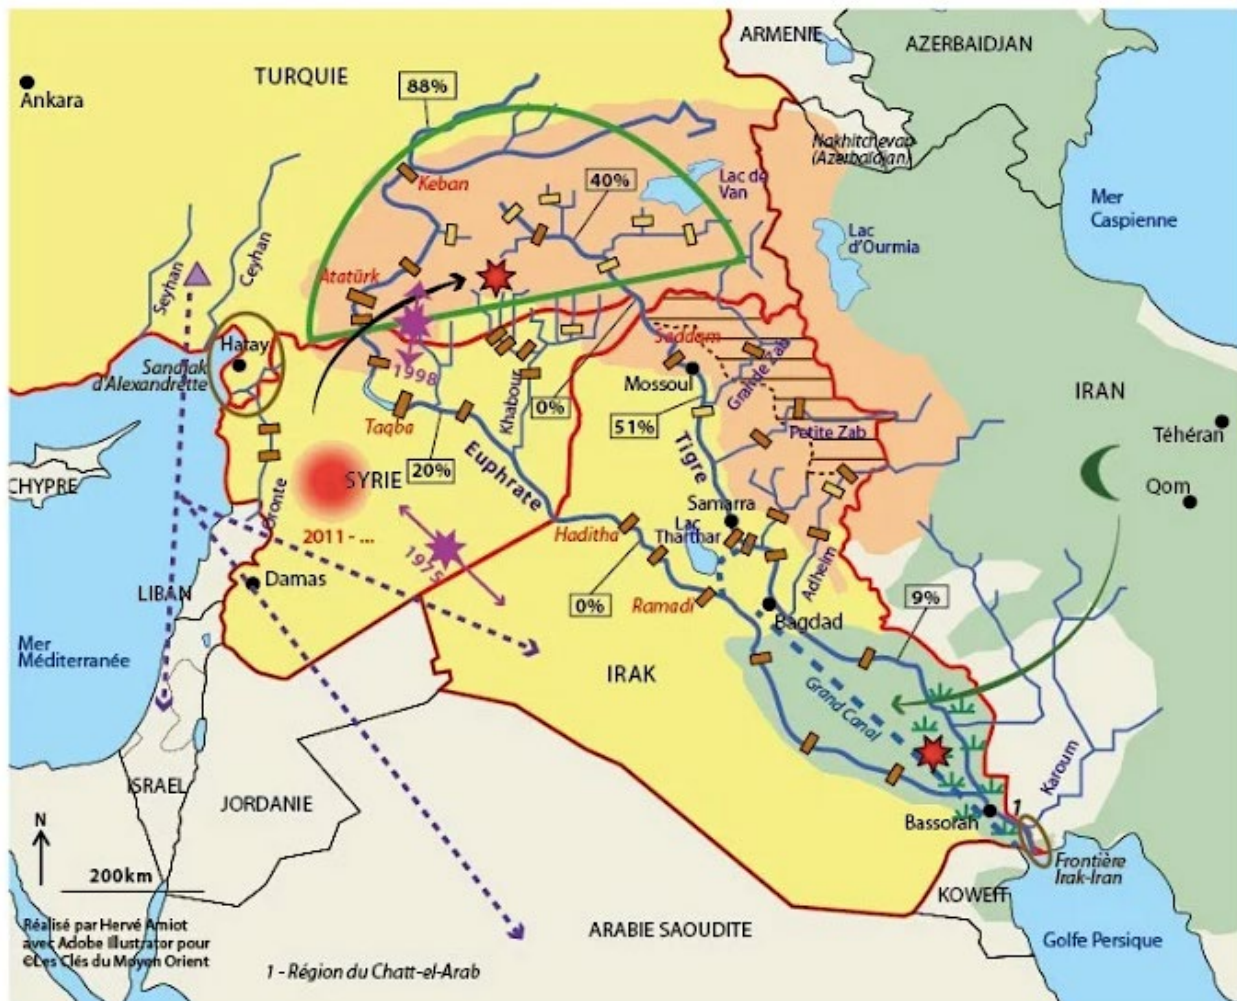 ARMENIE
AZERBAIDJAN
TURQUIE
88%
Ankara
Nakhitchevan
(Azerbaïdjan)
Keban
40%
Lac de
Van
Mer
Caspienne
Lac
d'Ourmia
Seyhan
Ceyhan
Atatürk
Hatay
Sandjak
d'Alexandrette
1998
Saddam
Mossoul
Grande Zab
IRAN
Khabour
0%
51%
Taqba
Petite Zab
Téhéran
20%
Tigre
CHYPRE
SYRIE
Euphrate
Qom
Oronte
Samarra
Lac
Tharthar
2011 - ...
Haditha
1975
Adheim
Damas
LIBAN
0%
Ramadi
9%
Bagdad
Mer
Méditerranée
IRAK
Grand Canal
ISRAEL
JORDANIE
Karoum
1
Bassorah
N
Frontière
Irak-Iran
200km
KOWEIT
Réalisé par Hervé Amiot
avec Adobe Illustrator pour
©Les Clés du Moyen Orient
ARABIE SAOUDITE
Golfe Persique
1 - Région du Chatt-el-Arab